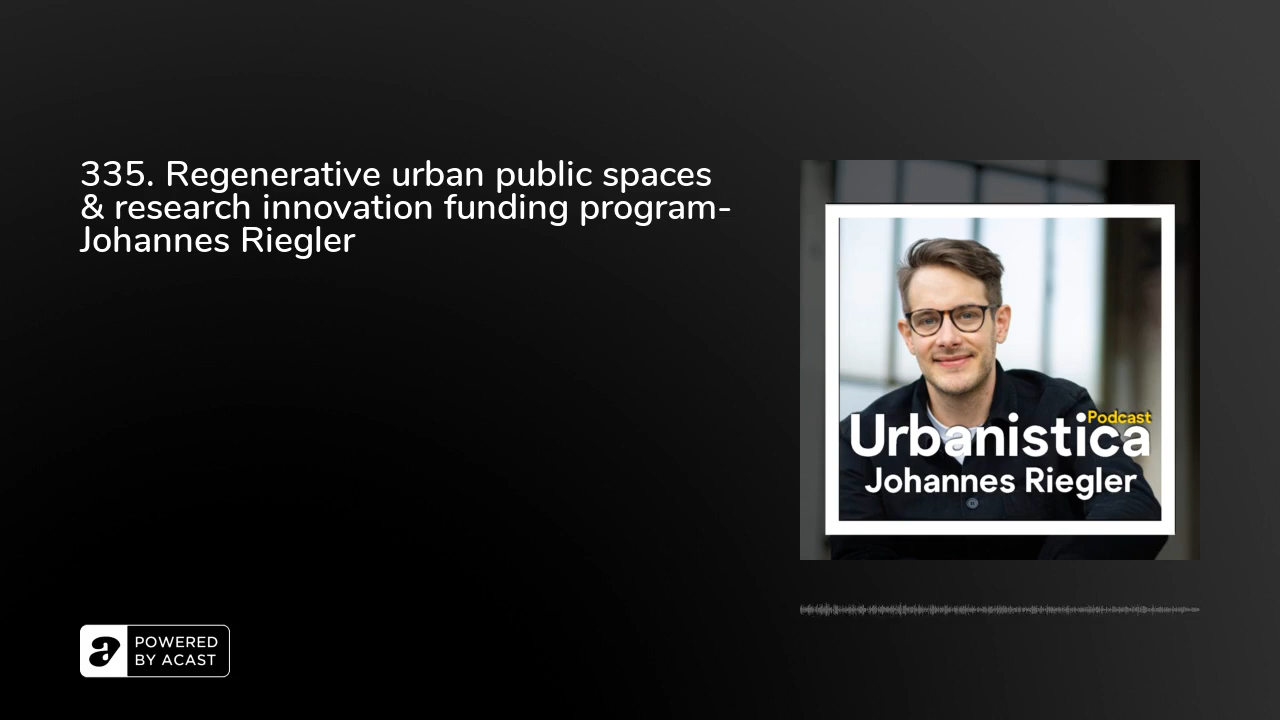 335. Regenerative urban public spaces
& research innovation funding program-
Johannes Riegler
Podcast
Urbanistica
Johannes Riegler
POWERED
BY ACAST